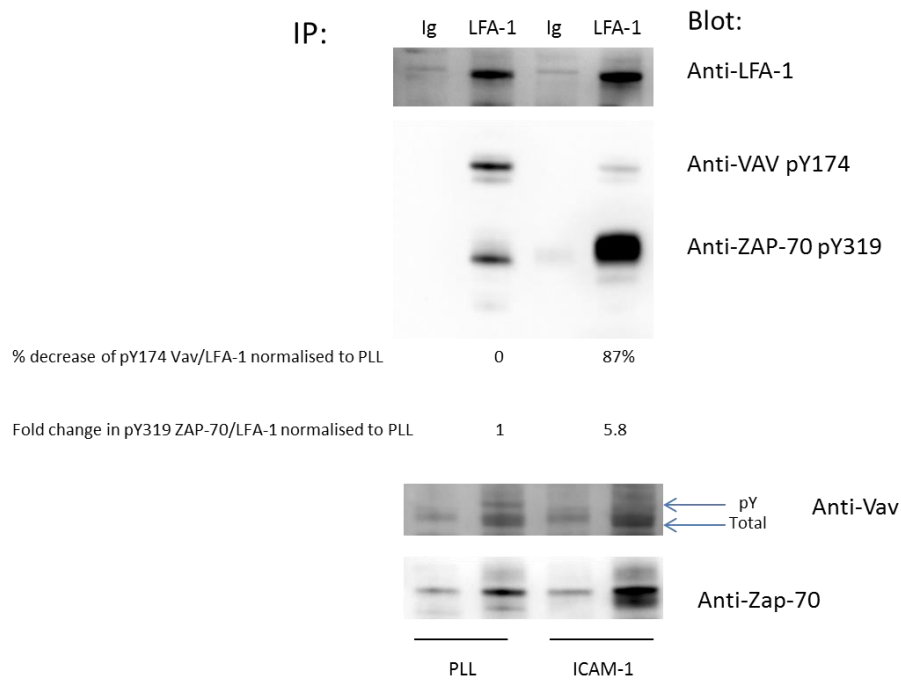 IP:
Ig LFA-1 Ig LFA-1
Blot:
Anti-LFA-1
Anti-VAV pY174
Anti-ZAP-70 pY319
% decrease of pY174 Vav/LFA-1 normalised to PLL 0 87%
Fold change in pY319 ZAP-70/LFA-1 normalised to PLL 1 5.8
pY
Total
Anti-Vav
Anti-Zap-70
PLL ICAM-1